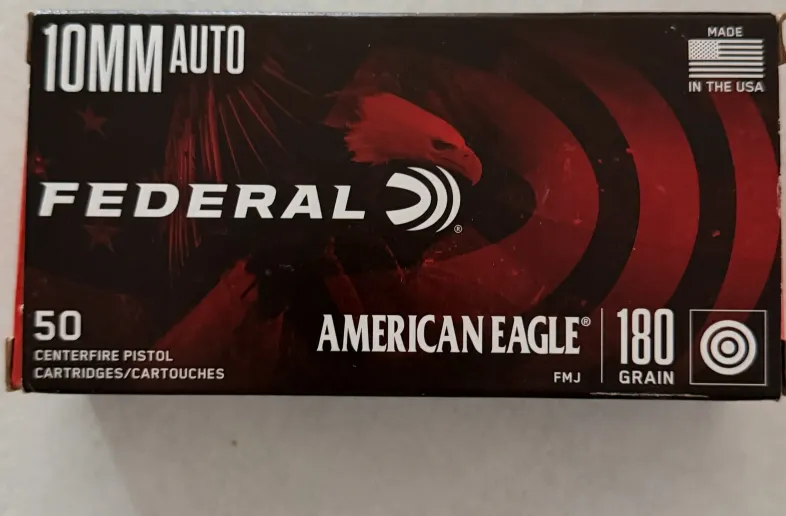 10MM AUTO
MADE
IN THE USA
FEDERAL®
50
CENTERFIRE PISTOL
CARTRIDGES/CARTOUCHES
AMERICAN EAGLE®
FMJ
180
GRAIN